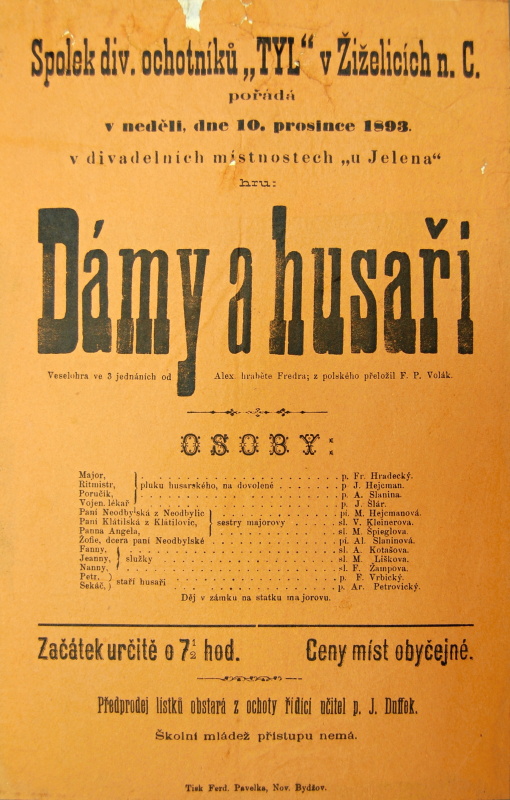 Spolek div. ochotníků „TYL“ v Žiželicích n. C.
pořádá
v neděli, dne 10. prosince 1893.
v divadelních místnostech „u Jelena“
hru:
Dámy a husaři
Veselohra ve 3 jednáních od Alex. hraběte Fredra; z polského přeložil F. P. Volák.
OSOBY:
Major, p. Fr. Hradecký.
Ritmistr, pluku husarského, na dovolené p J. Hejcman.
Poručík, p. A. Slanina.
Vojen. lékař p. J. Šlár.
Paní Neodbylská z Neodbylic pí. M. Hejcmanová.
Paní Klátilská z Klátilovic, sestry majorovy sl. V. Kleinerova.
Panna Angela, sl. M. Špieglova.
Žofie, dcera paní Neodbylské pí. Al. Slaninová.
Fanny, sl. A. Kotašova.
Jeanny, služky sl. M. Líškova.
Nanny, sl. F. Žampova.
Petr, p. F. Vrbický.
Sekáč, staří husaři p. Ar. Petrovický.
Děj v zámku na statku majorovu.
Začátek určitě o 7½ hod. Ceny míst obyčejné.
Předprodej lístků obstará z ochoty řídící učitel p. J. Duffek.
Školní mládež přístupu nemá.
Tisk Ferd. Pavelka, Nov. Bydžov.